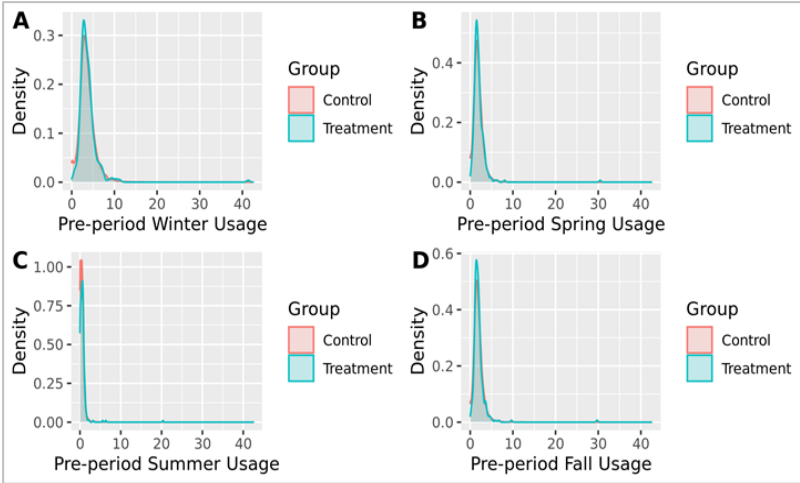 A
Density
0.3
0.2
0.1
0.0
0 10 20 30 40
Pre-period Winter Usage
Group
Control
Treatment
B
Density
0.4
0.2
0.0
0 10 20 30 40
Pre-period Spring Usage
Group
Control
Treatment
C
Density
1.00
0.75
0.50
0.25
0.00
0 10 20 30 40
Pre-period Summer Usage
Group
Control
Treatment
D
Density
0.6
0.4
0.2
0.0
0 10 20 30 40
Pre-period Fall Usage
Group
Control
Treatment